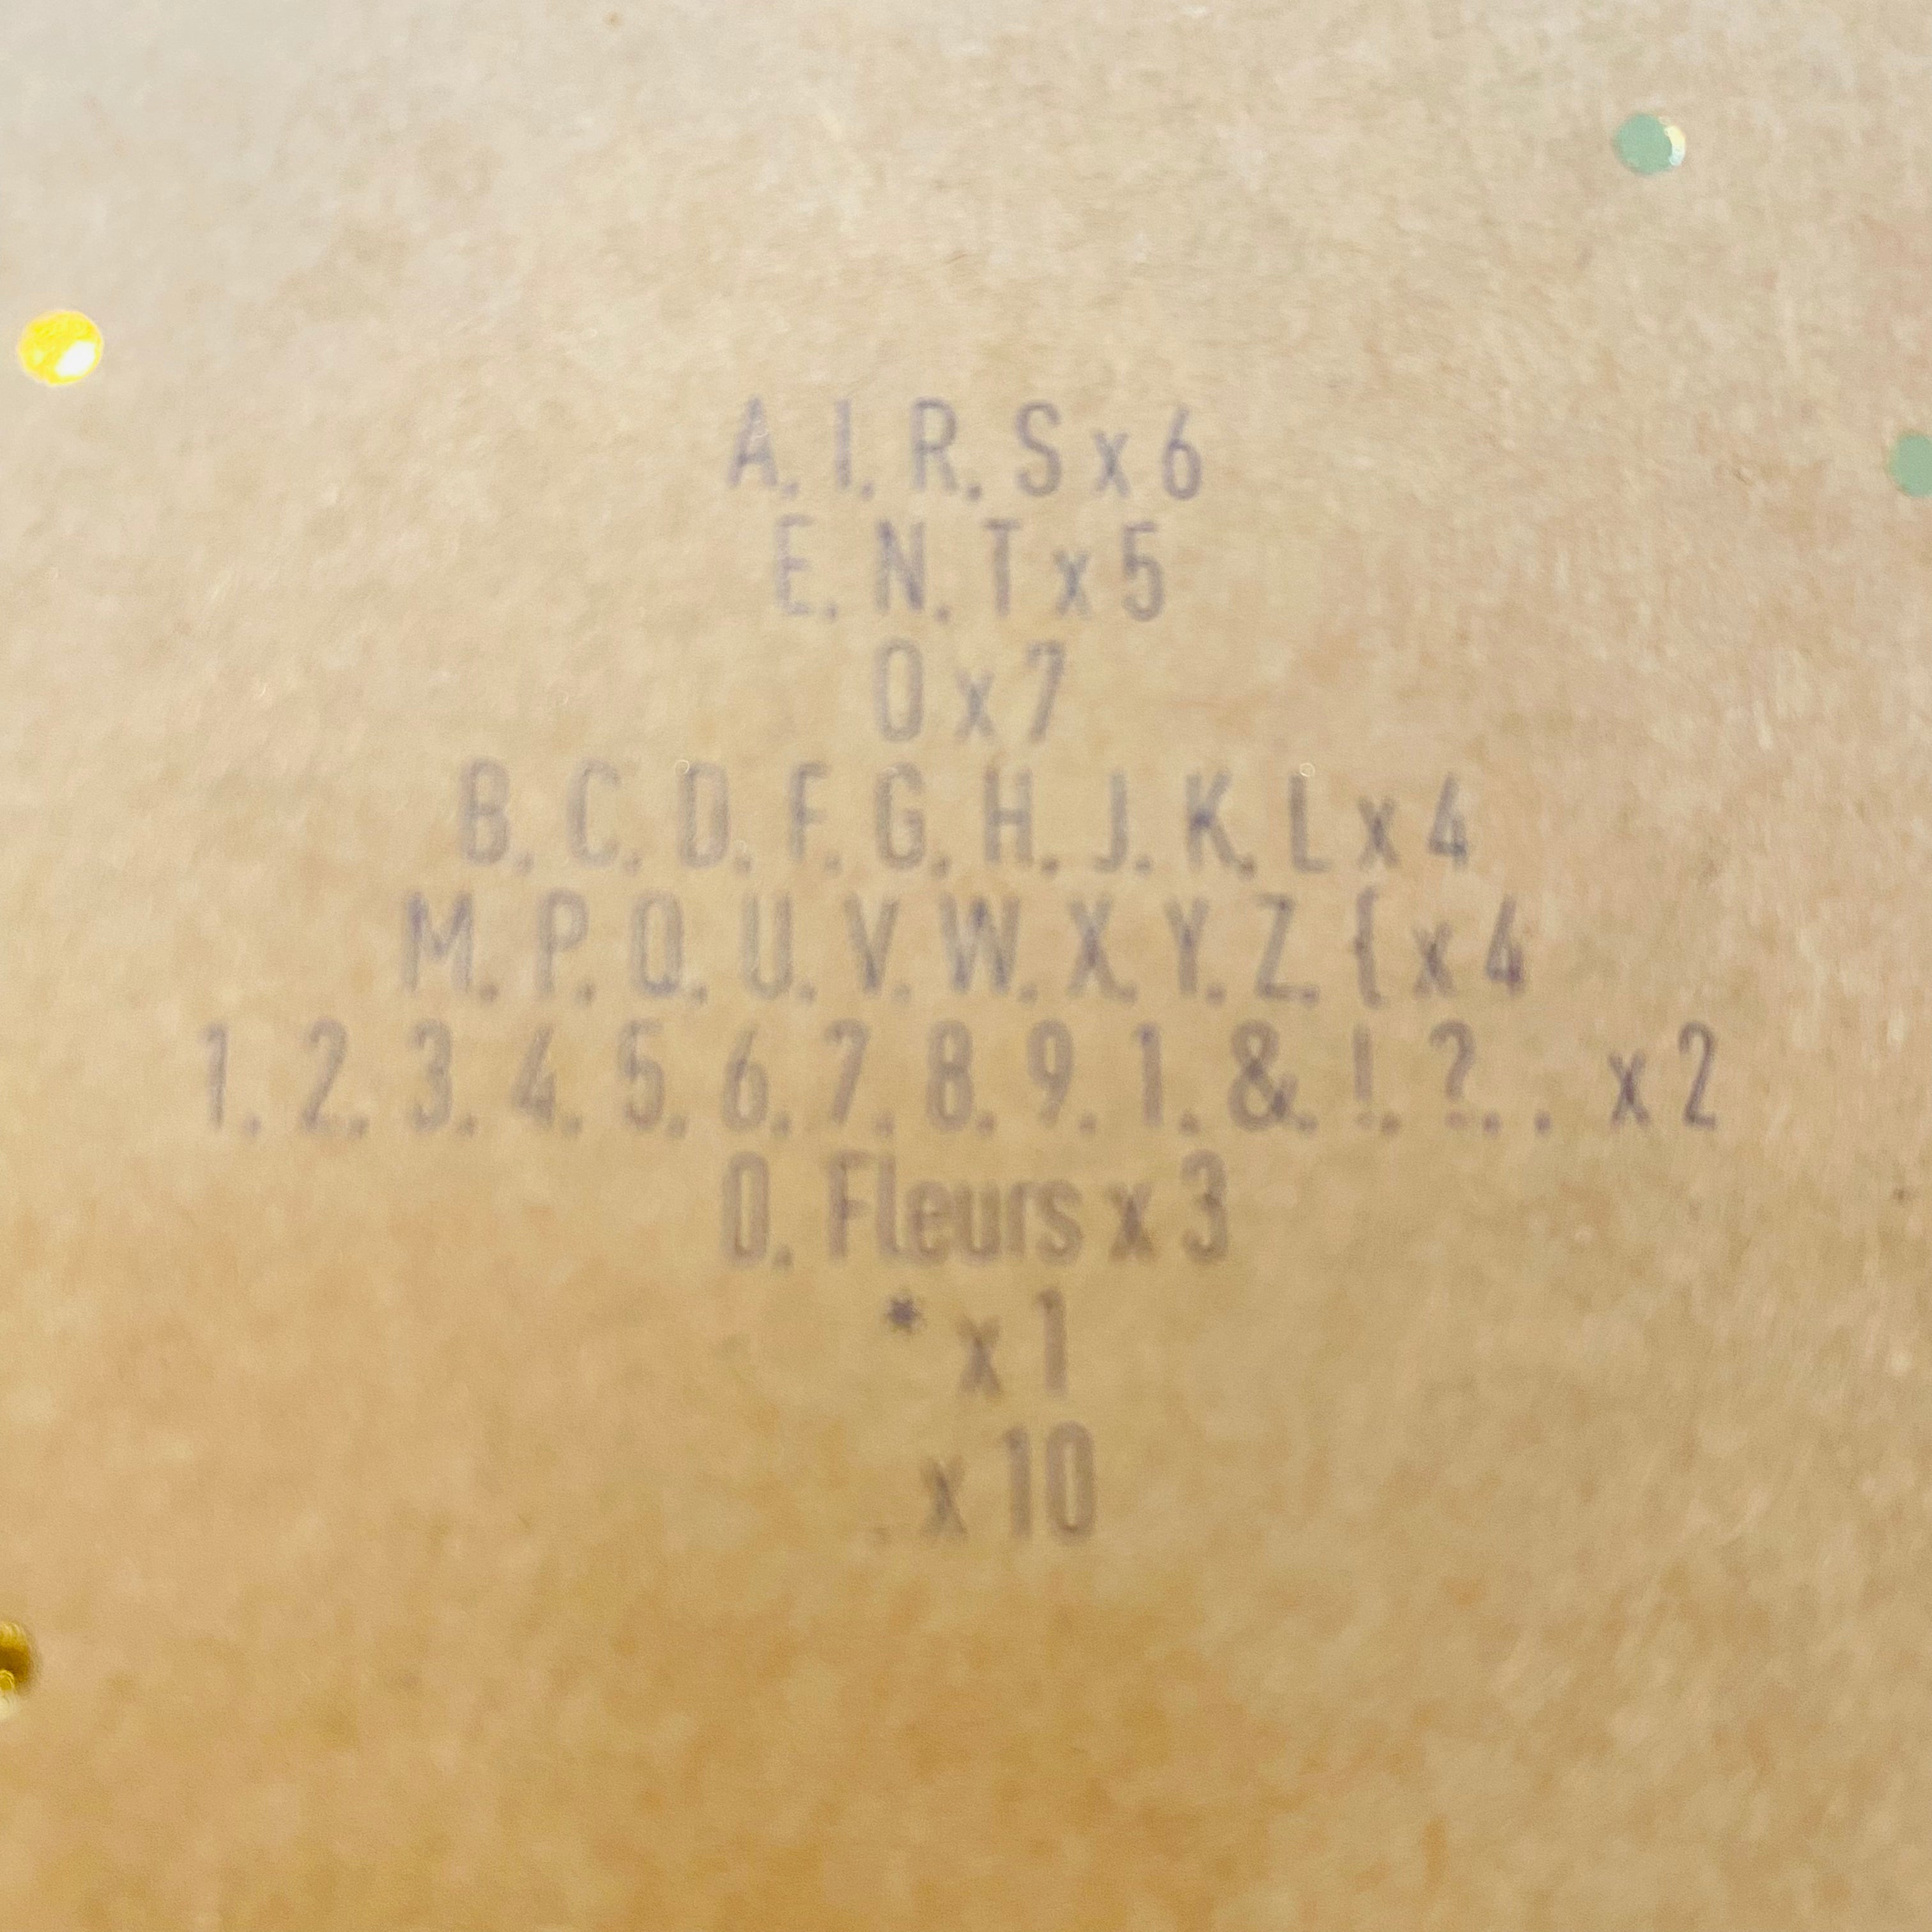 A. I. R. S x 6
E. N. T x 5
O x 7
B. C. D. F. G. H. J. K. L x 4
M. P. Q. U. V. W. X. Y. Z. { x 4
1. 2. 3. 4. 5. 6. 7. 8. 9. 1. &. !. ?. . x 2
0. Fleurs x 3
* x 1
. x 10